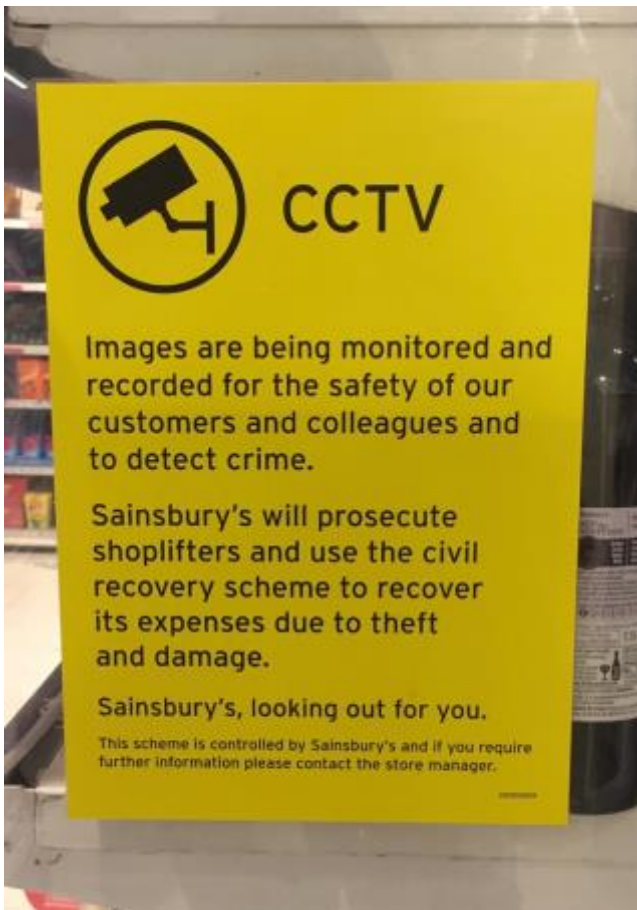 CCTV
Images are being monitored and
recorded for the safety of our
customers and colleagues and
to detect crime.
Sainsbury's will prosecute
shoplifters and use the civil
recovery scheme to recover
its expenses due to theft
and damage.
Sainsbury's, looking out for you.
This scheme is controlled by Sainsbury's and if you require
further information please contact the store manager.